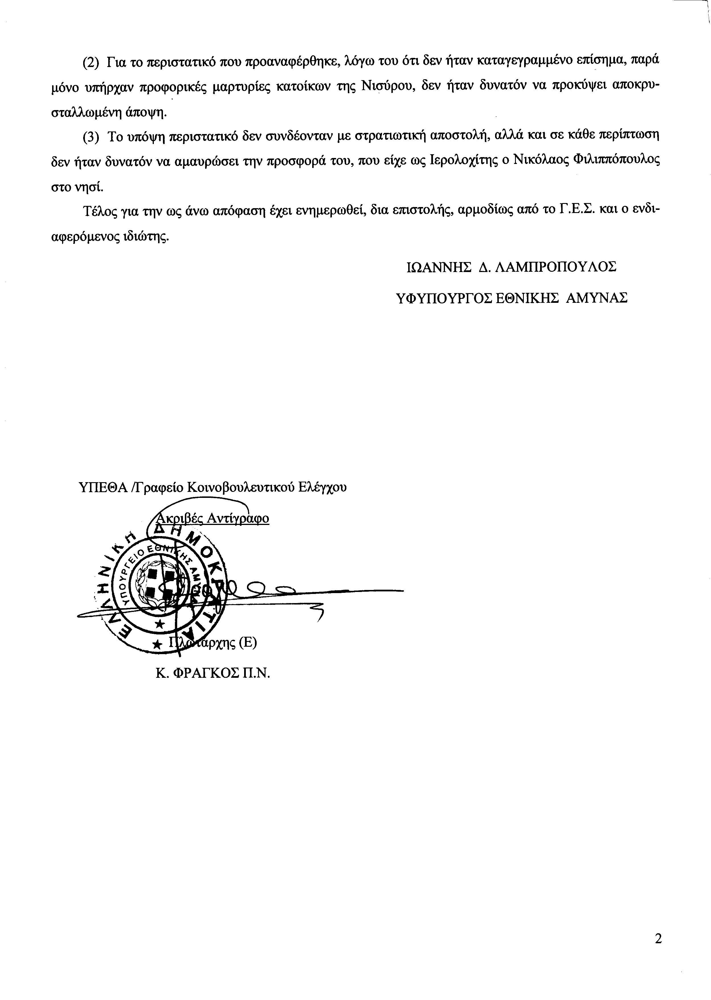 (2) Για το περιστατικό που προαναφέρθηκε, λόγω του ότι δεν ήταν καταγεγραμμένο επίσημα, παρά
μόνο υπήρχαν προφορικές μαρτυρίες κατοίκων της Νισύρου, δεν ήταν δυνατόν να προκύψει αποκρυ-
σταλλωμένη άποψη.
(3) Το υπόψη περιστατικό δεν συνδέονταν με στρατιωτική αποστολή, αλλά και σε κάθε περίπτωση
δεν ήταν δυνατόν να αμαυρώσει την προσφορά του, που είχε ως Ιερολοχίτης ο Νικόλαος Φιλιππόπουλος
στο νησί.
Τέλος για την ως άνω απόφαση έχει ενημερωθεί, δια επιστολής, αρμοδίως από το Γ.Ε.Σ. και ο ενδι-
αφερόμενος ιδιώτης.
ΙΩΑΝΝΗΣ Δ. ΛΑΜΠΡΟΠΟΥΛΟΣ
ΥΦΥΠΟΥΡΓΟΣ ΕΘΝΙΚΗΣ ΑΜΥΝΑΣ
ΥΠΕΘΑ /Γραφείο Κοινοβουλευτικού Ελέγχου
Ακριβές Αντίγραφο
ΕΛΛΗΝΙΚΗ ΔΗΜΟΚΡΑΤΙΑ
ΥΠΟΥΡΓΕΙΟ ΕΘΝΙΚΗΣ ΑΜΥΝΑΣ
Πλωτάρχης (Ε)
Κ. ΦΡΑΓΚΟΣ Π.Ν.
2